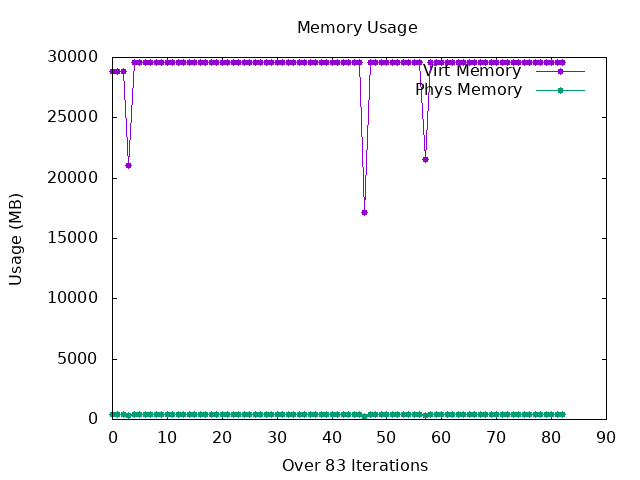 Memory Usage
30000
25000
20000
15000
10000
5000
0
Usage (MB)
Virt Memory
Phys Memory
0 10 20 30 40 50 60 70 80 90
Over 83 Iterations